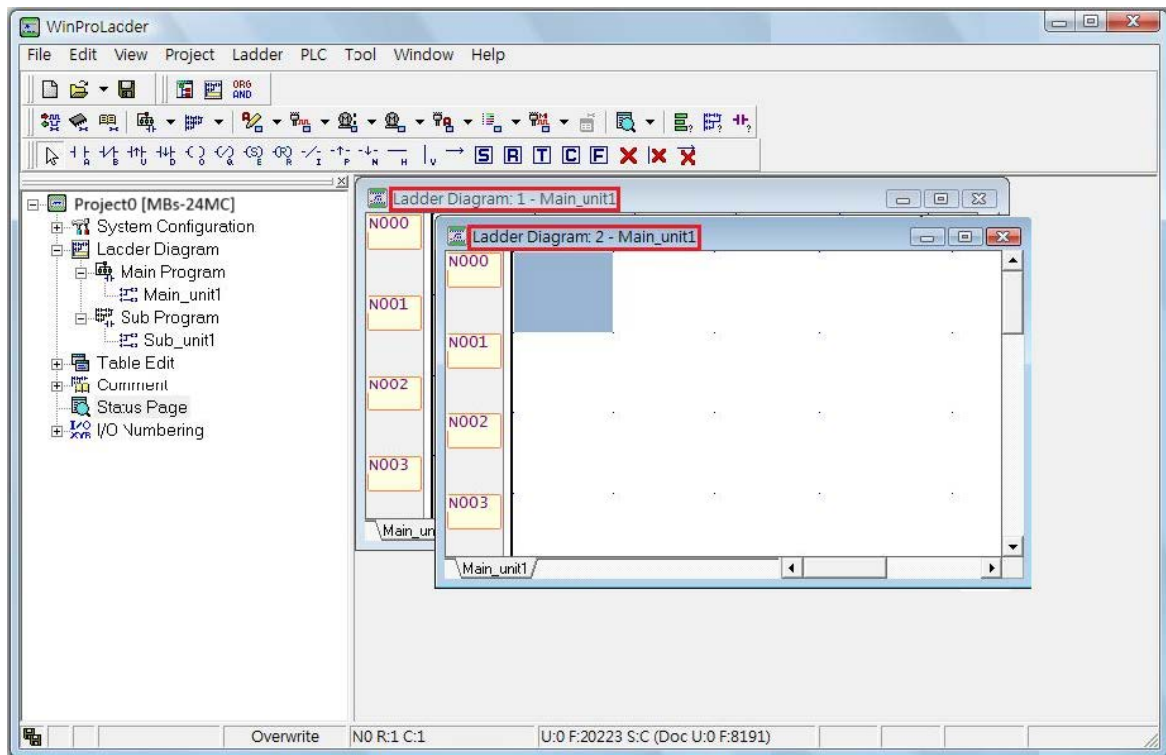 WinProLadder
File Edit View Project Ladder PLC Tool Window Help
ORG
AND
A B U D O Q S E R I P N H V S R T C F
Project0 [MBs-24MC]
System Configuration
Ladder Diagram
Main Program
Main_unit1
Sub Program
Sub_unit1
Table Edit
Comment
Status Page
I/O Numbering
Ladder Diagram: 1 - Main_unit1
N000
N001
N002
N003
Main_un
Ladder Diagram: 2 - Main_unit1
N000
N001
N002
N003
Main_unit1
Overwrite N0 R:1 C:1 U:0 F:20223 S:C (Doc U:0 F:8191)